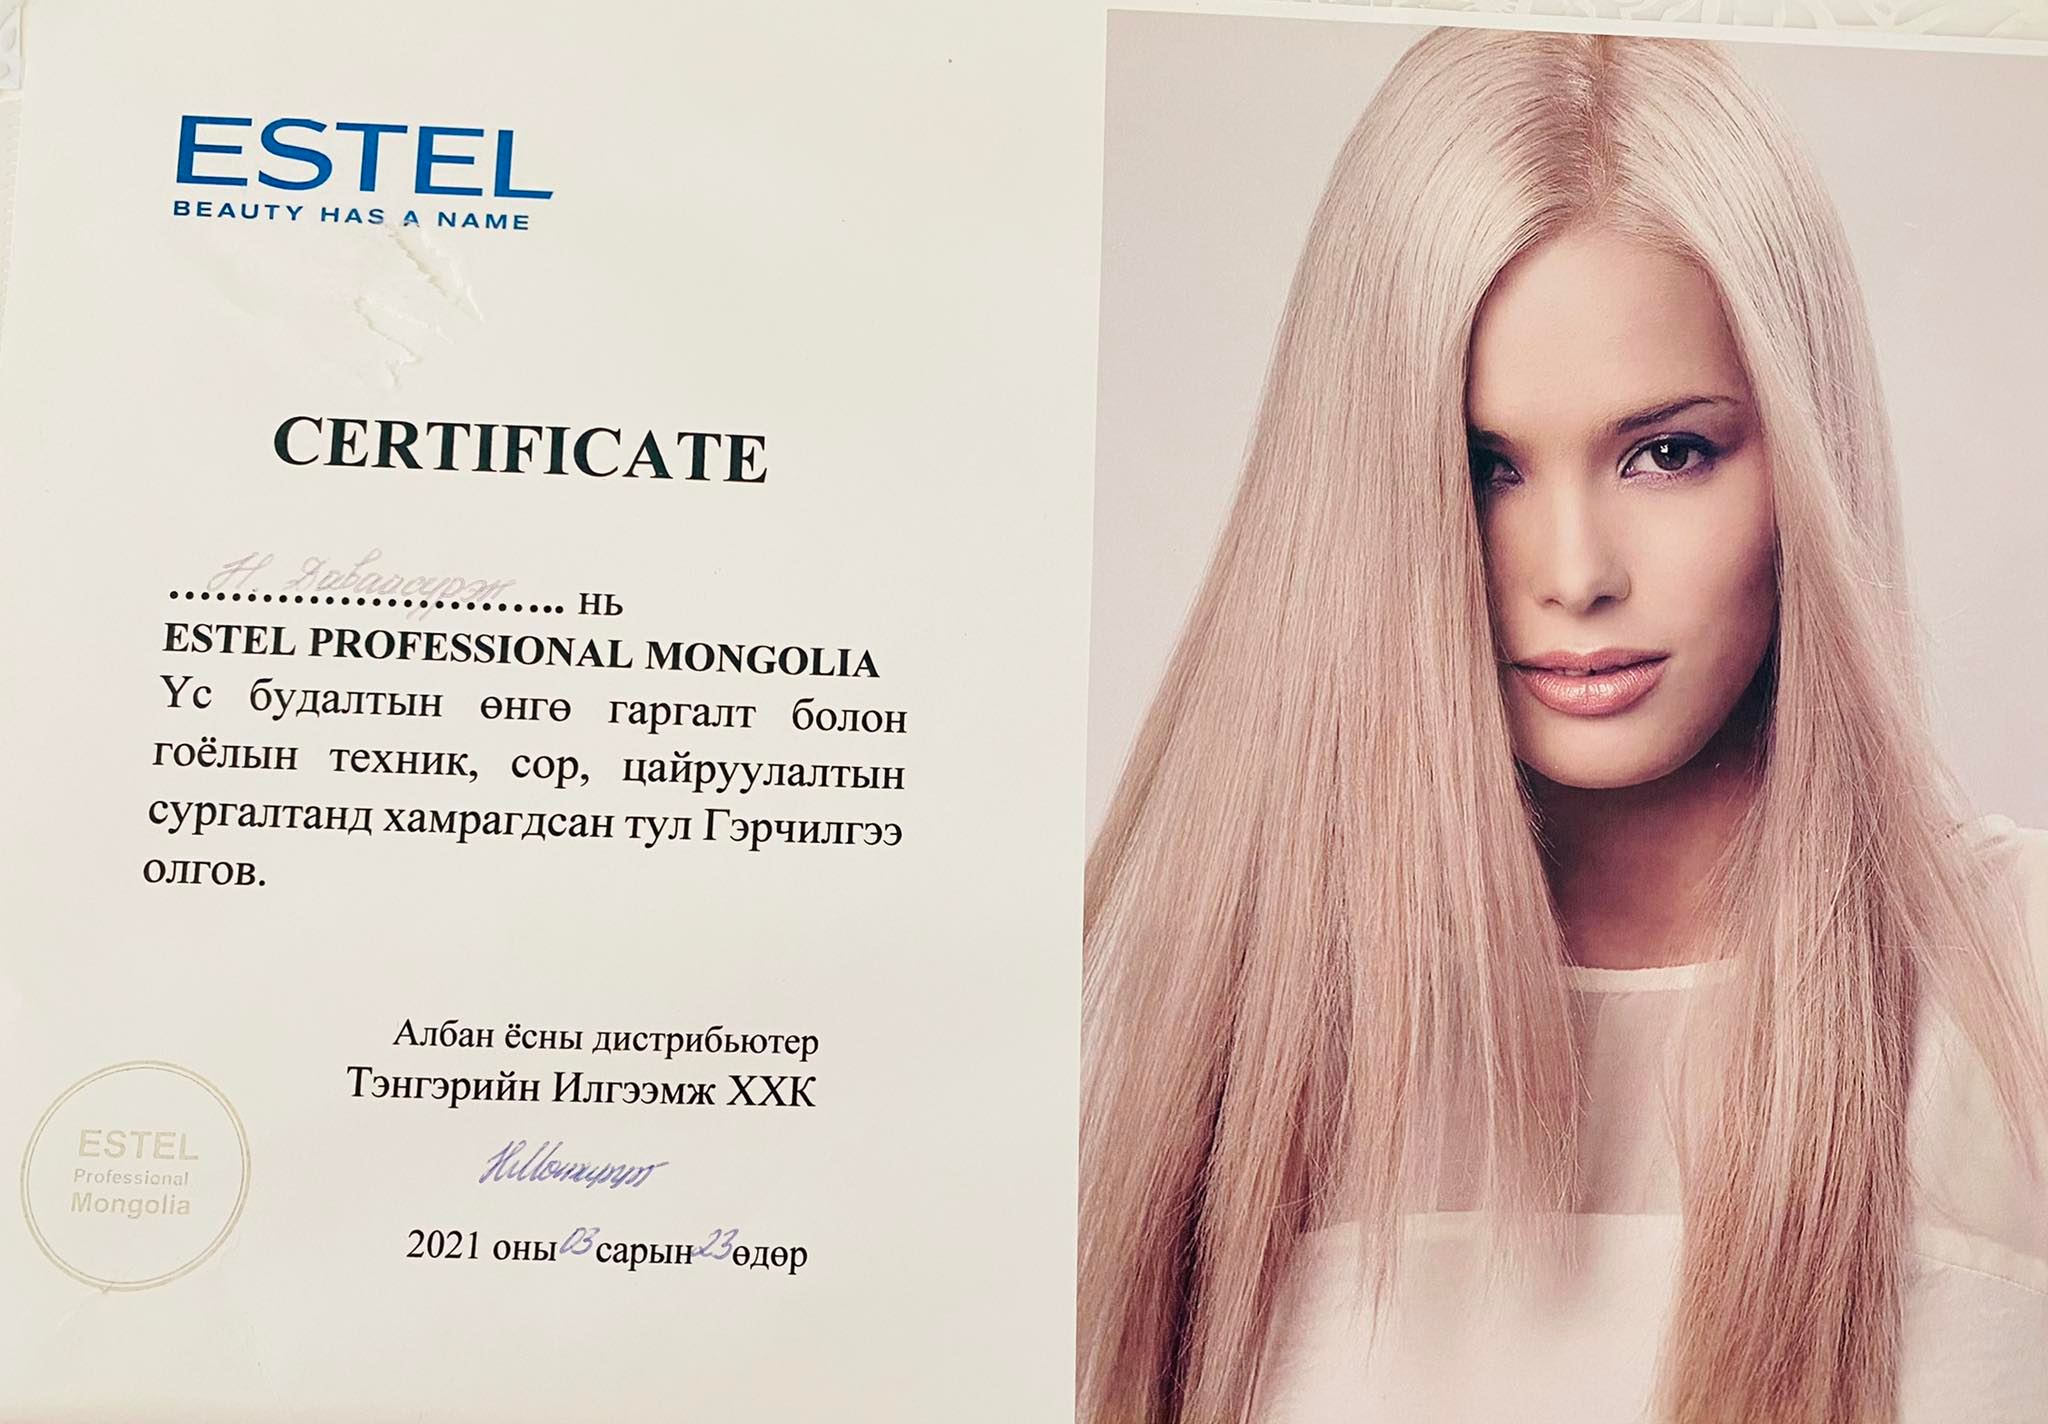 ESTEL
BEAUTY HAS A NAME
CERTIFICATE
Н. Даваасүрэн
........................... нь
ESTEL PROFESSIONAL MONGOLIA
Үс будалтын өнгө гаргалт болон
гоёлын техник, сор, цайруулалтын
сургалтанд хамрагдсан тул Гэрчилгээ
олгов.
Албан ёсны дистрибьютер
Тэнгэрийн Илгээмж ХХК
2021 оны 03 сарын 23 өдөр
ESTEL
Professional
Mongolia